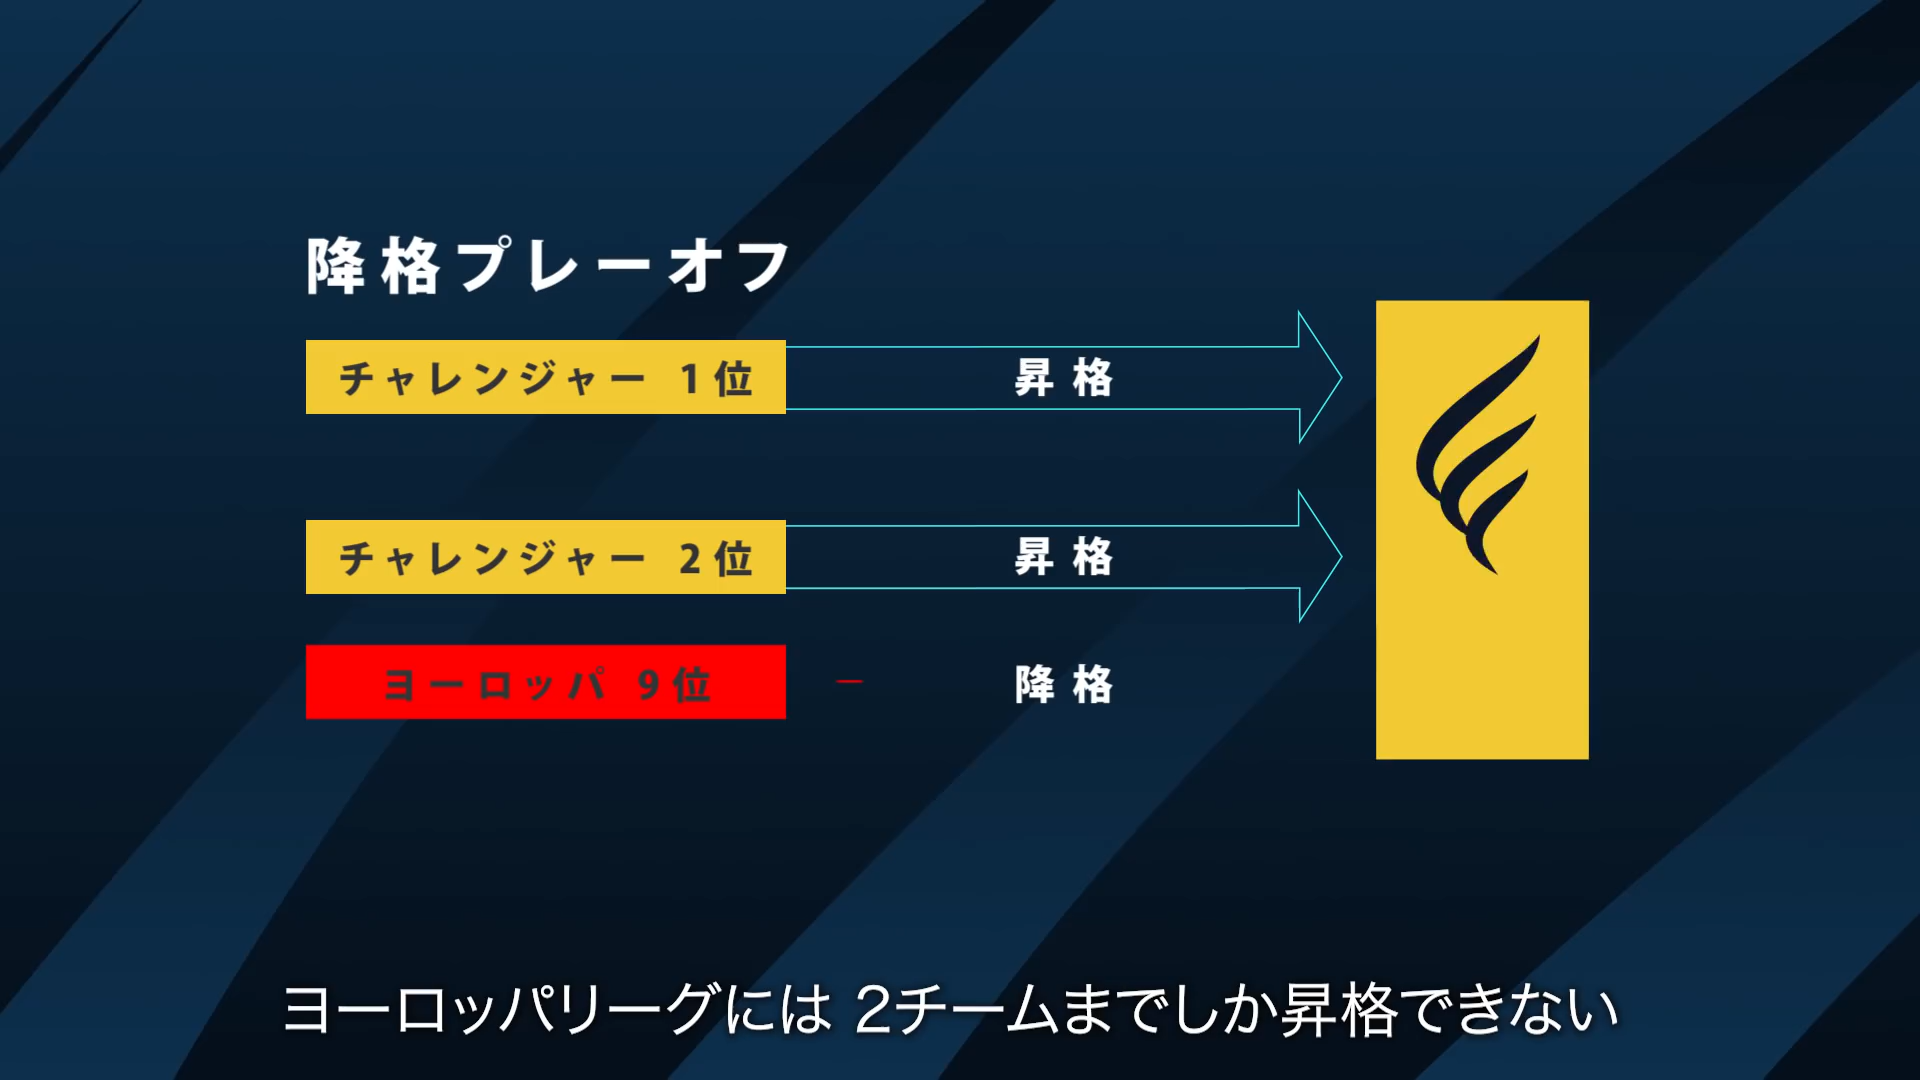 降格プレーオフ
チャレンジャー 1位
昇格
チャレンジャー 2位
昇格
ヨーロッパ 9位
降格
ヨーロッパリーグには 2チームまでしか昇格できない